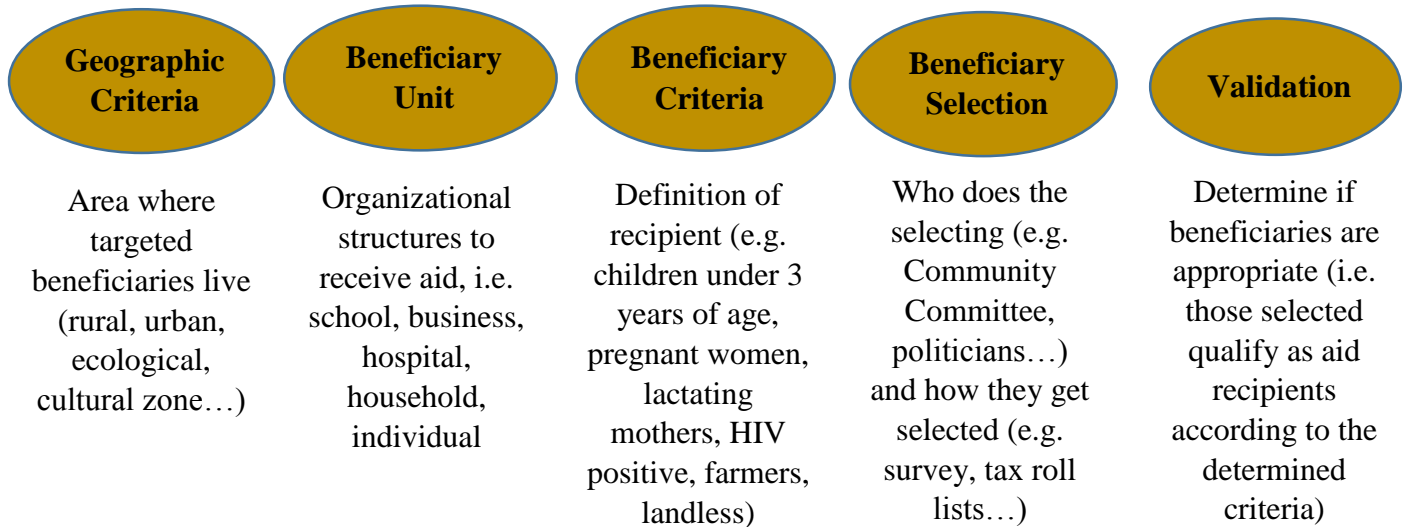 Geographic
Criteria
Area where
targeted
beneficiaries live
(rural, urban,
ecological,
cultural zone…)
Beneficiary
Unit
Organizational
structures to
receive aid, i.e.
school, business,
hospital,
household,
individual
Beneficiary
Criteria
Definition of
recipient (e.g.
children under 3
years of age,
pregnant women,
lactating
mothers, HIV
positive, farmers,
landless)
Beneficiary
Selection
Who does the
selecting (e.g.
Community
Committee,
politicians…)
and how they get
selected (e.g.
survey, tax roll
lists…)
Validation
Determine if
beneficiaries are
appropriate (i.e.
those selected
qualify as aid
recipients
according to the
determined
criteria)